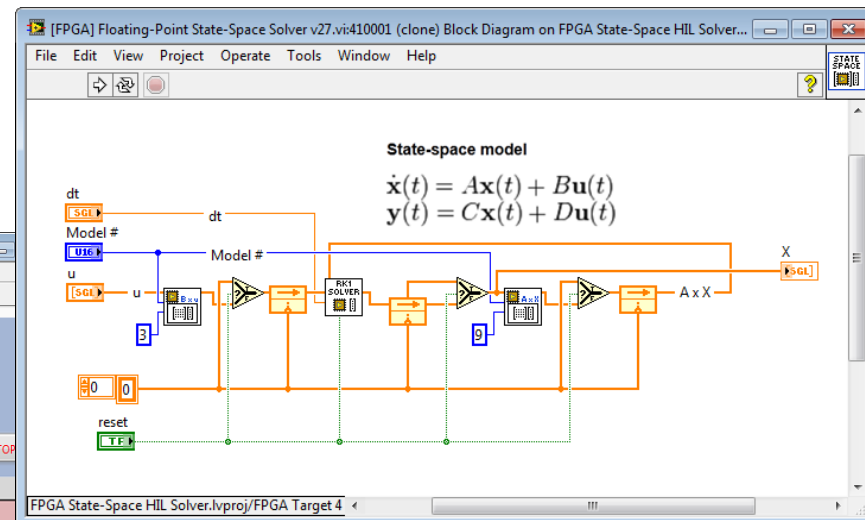 [FPGA] Floating-Point State-Space Solver v27.vi:410001 (clone) Block Diagram on FPGA State-Space HIL Solver...
File Edit View Project Operate Tools Window Help
STATE
SPACE
State-space model
ẋ(t) = Ax(t) + Bu(t)
y(t) = Cx(t) + Du(t)
dt
SGL
dt
Model #
U16
Model #
u
[SGL]
u
B x u
?
F
RK1
SOLVER
?
F
A x X
?
F
A x X
X
[SGL]
3
9
i
i
i
0
0
reset
TF
TOP
FPGA State-Space HIL Solver.lvproj/FPGA Target 4